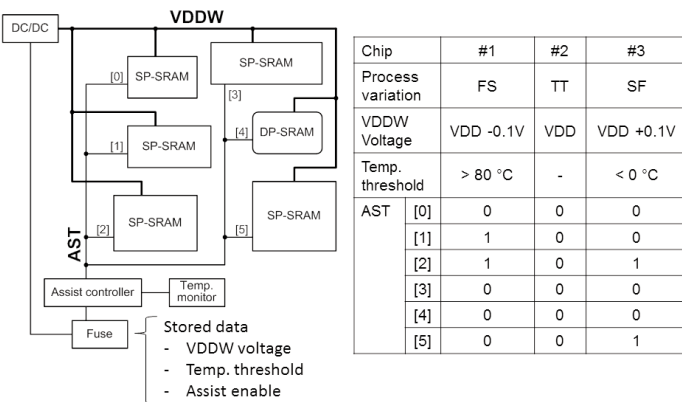 DC/DC
VDDW
[0]
SP-SRAM
SP-SRAM
[3]
[1]
SP-SRAM
[4]
DP-SRAM
[2]
SP-SRAM
[5]
SP-SRAM
AST
Assist controller
Temp.
monitor
Fuse
Stored data
- VDDW voltage
- Temp. threshold
- Assist enable
Chip #1 #2 #3
Process
variation FS TT SF
VDDW
Voltage VDD -0.1V VDD VDD +0.1V
Temp.
threshold > 80 °C - < 0 °C
AST [0] 0 0 0
[1] 1 0 0
[2] 1 0 1
[3] 0 0 0
[4] 0 0 0
[5] 0 0 1